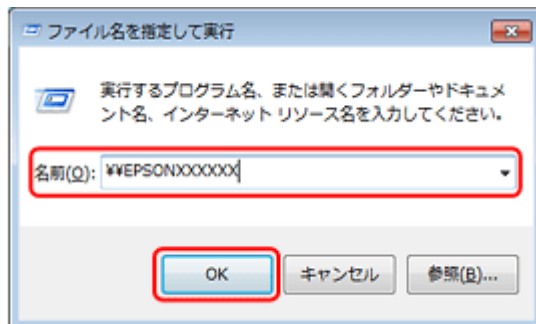 ファイル名を指定して実行
実行するプログラム名、または開くフォルダーやドキュメ
ント名、インターネット リソース名を入力してください。
名前(O): ¥¥EPSONXXXXXX
OK キャンセル 参照(B)...